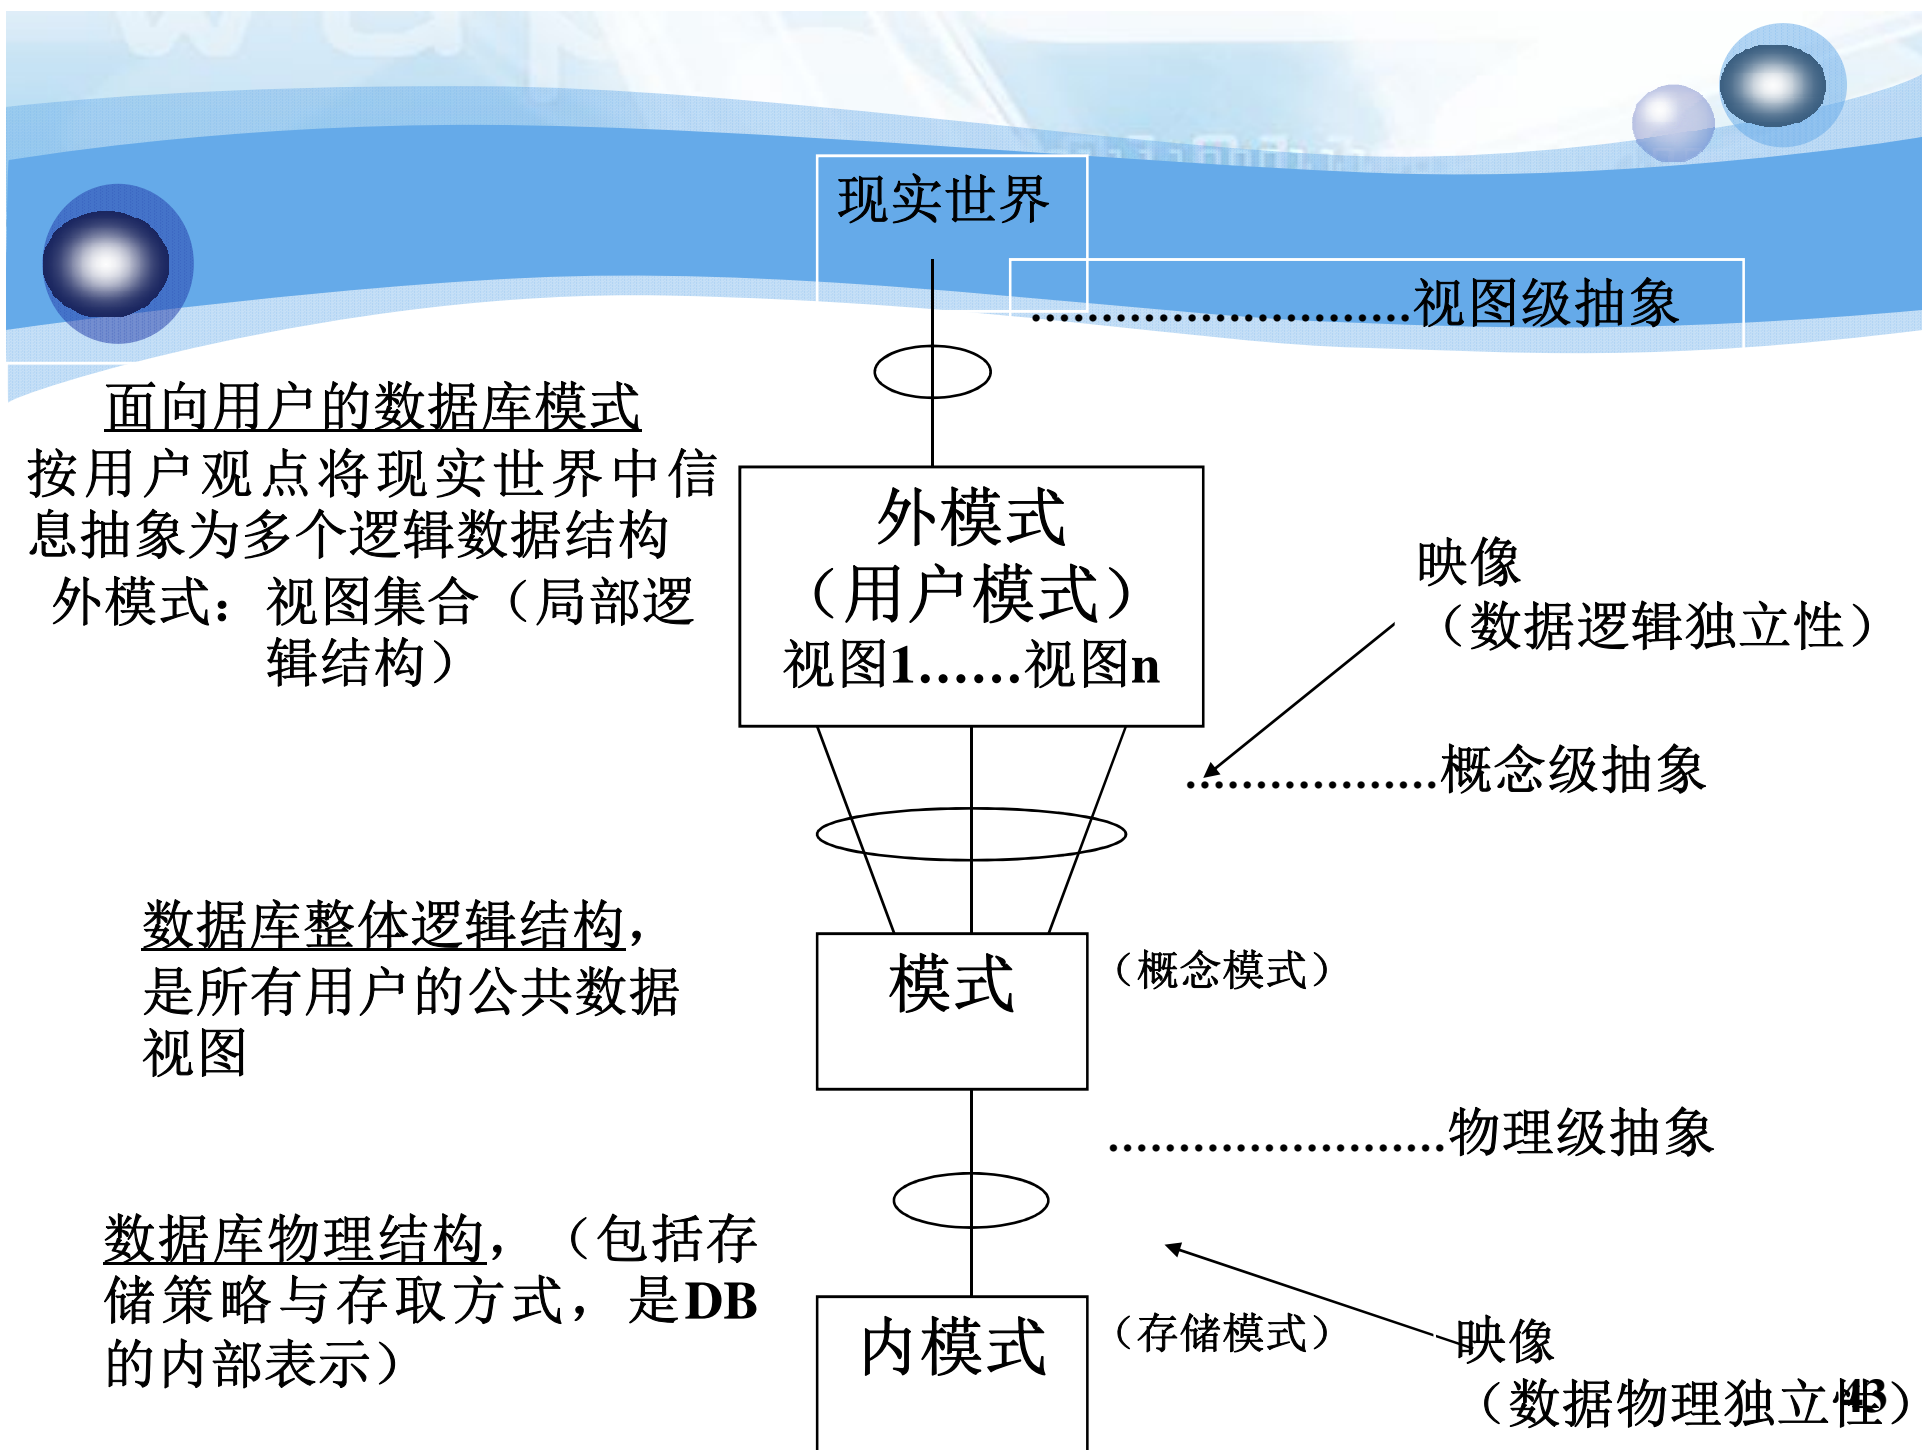 现实世界
..........................视图级抽象
面向用户的数据库模式
按用户观点将现实世界中信
息抽象为多个逻辑数据结构
外模式：视图集合（局部逻
辑结构）
外模式
（用户模式）
视图1……视图n
映像
（数据逻辑独立性）
..................概念级抽象
数据库整体逻辑结构，
是所有用户的公共数据
视图
模式
（概念模式）
........................物理级抽象
数据库物理结构，（包括存
储策略与存取方式，是DB
的内部表示）
内模式
（存储模式）
映像
（数据物理独立性）
43